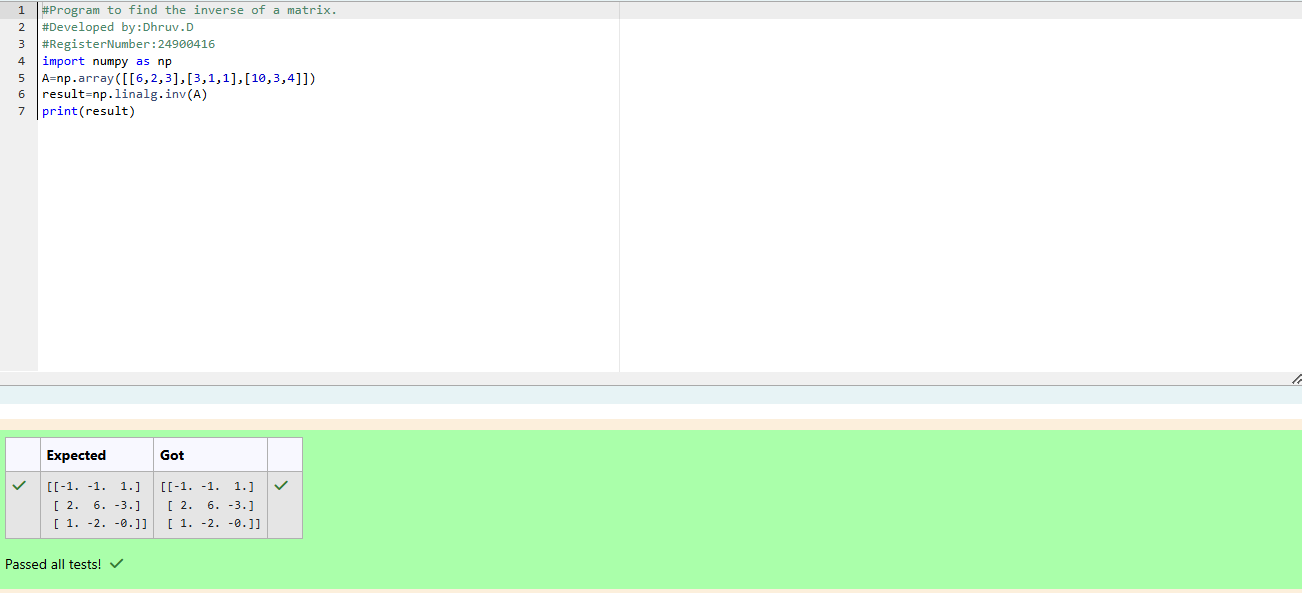 1 #Program to find the inverse of a matrix.
2 #Developed by:Dhruv.D
3 #RegisterNumber:24900416
4 import numpy as np
5 A=np.array([[6,2,3],[3,1,1],[10,3,4]])
6 result=np.linalg.inv(A)
7 print(result)
Expected Got
[[-1. -1.  1.] [[-1. -1.  1.]
[ 2.  6. -3.] [ 2.  6. -3.]
[ 1. -2. -0.]] [ 1. -2. -0.]]
Passed all tests!